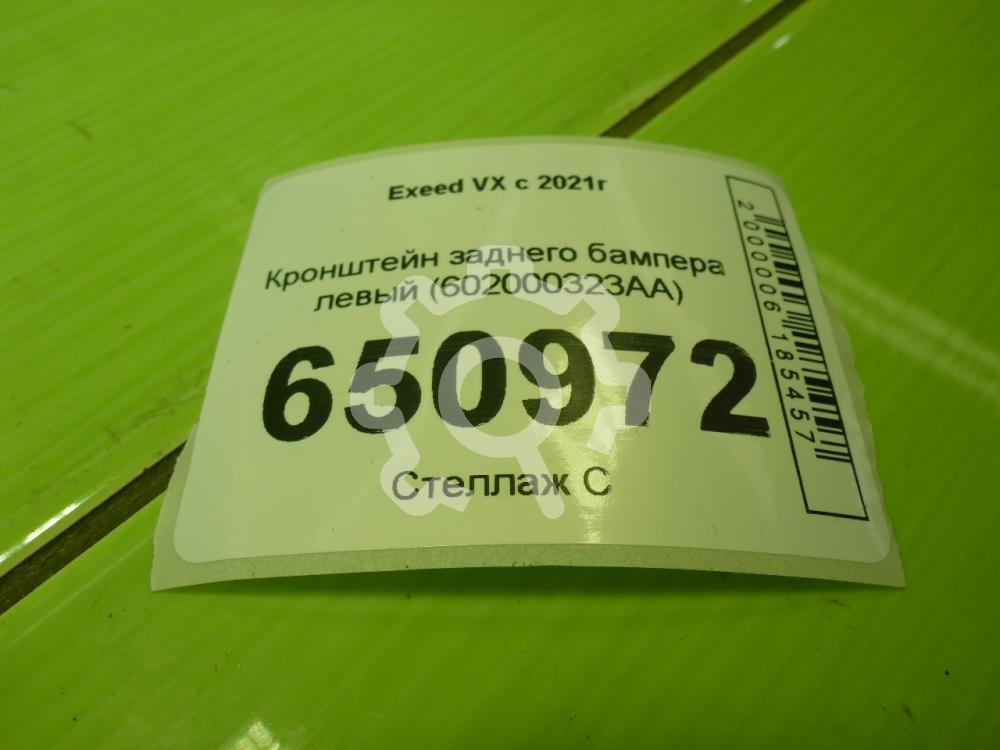 Exeed VX с 2021г
Кронштейн заднего бампера
левый (602000323AA)
650972
Стеллаж С
2000006185457